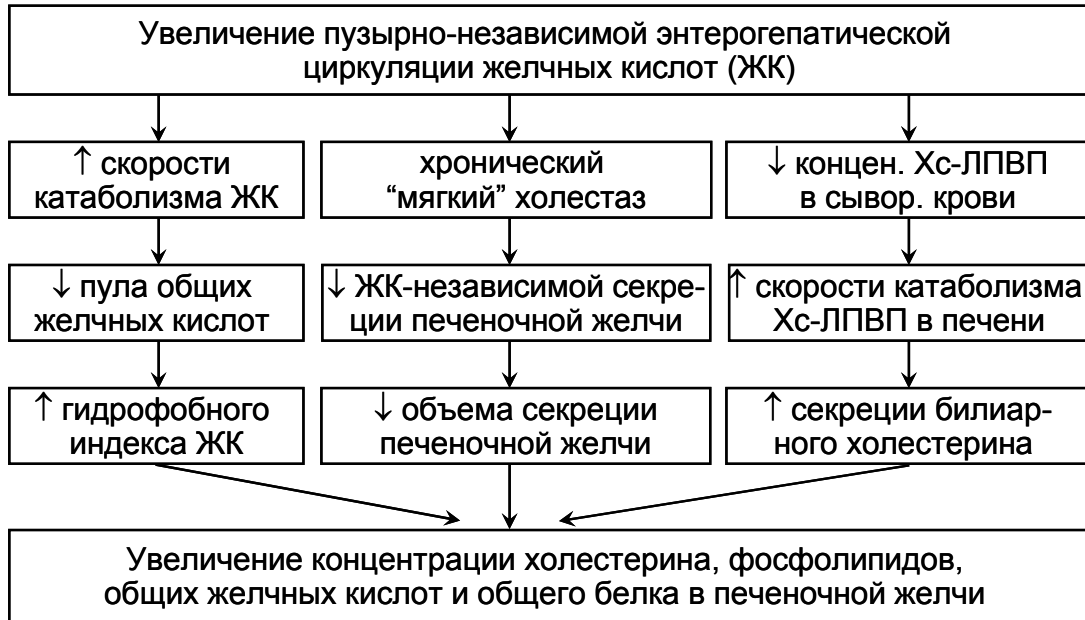 Увеличение пузырно-независимой энтерогепатической
циркуляции желчных кислот (ЖК)
↑ скорости
катаболизма ЖК
хронический
“мягкий” холестаз
↓ концен. Хс-ЛПВП
в сывор. крови
↓ пула общих
желчных кислот
↓ ЖК-независимой секре-
ции печеночной желчи
↑ скорости катаболизма
Хс-ЛПВП в печени
↑ гидрофобного
индекса ЖК
↓ объема секреции
печеночной желчи
↑ секреции билиар-
ного холестерина
Увеличение концентрации холестерина, фосфолипидов,
общих желчных кислот и общего белка в печеночной желчи